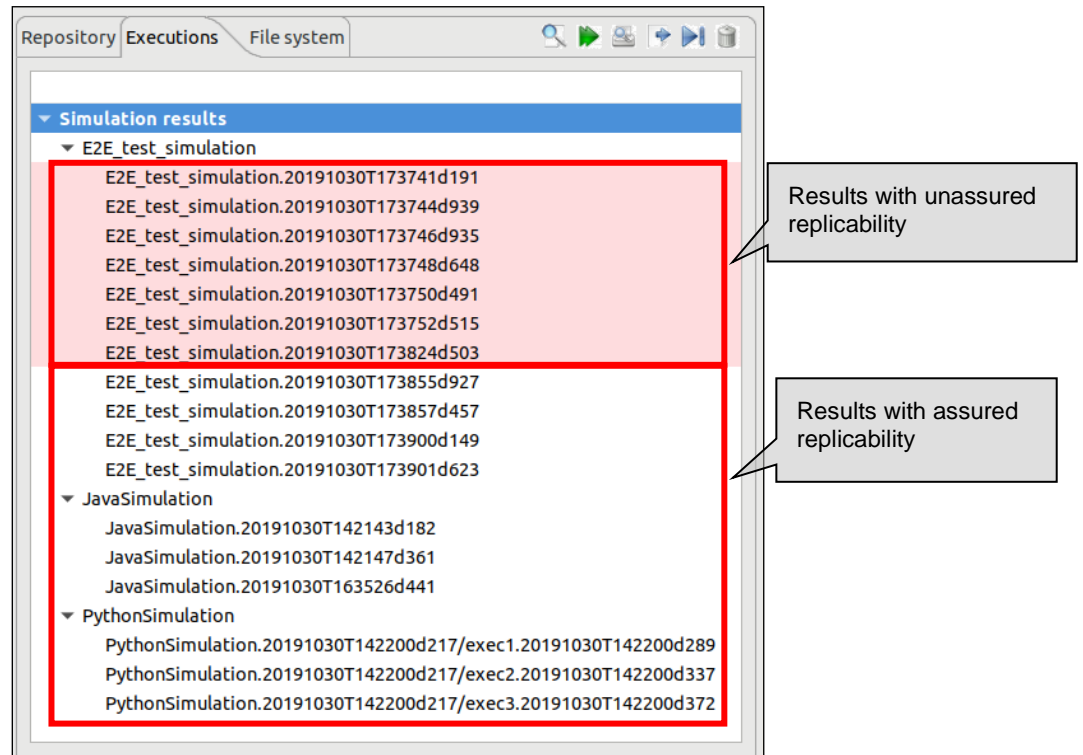 Repository Executions File system
Simulation results
E2E_test_simulation
E2E_test_simulation.20191030T173741d191
E2E_test_simulation.20191030T173744d939
E2E_test_simulation.20191030T173746d935
E2E_test_simulation.20191030T173748d648
E2E_test_simulation.20191030T173750d491
E2E_test_simulation.20191030T173752d515
E2E_test_simulation.20191030T173824d503
E2E_test_simulation.20191030T173855d927
E2E_test_simulation.20191030T173857d457
E2E_test_simulation.20191030T173900d149
E2E_test_simulation.20191030T173901d623
JavaSimulation
JavaSimulation.20191030T142143d182
JavaSimulation.20191030T142147d361
JavaSimulation.20191030T163526d441
PythonSimulation
PythonSimulation.20191030T142200d217/exec1.20191030T142200d289
PythonSimulation.20191030T142200d217/exec2.20191030T142200d337
PythonSimulation.20191030T142200d217/exec3.20191030T142200d372
Results with unassured
replicability
Results with assured
replicability